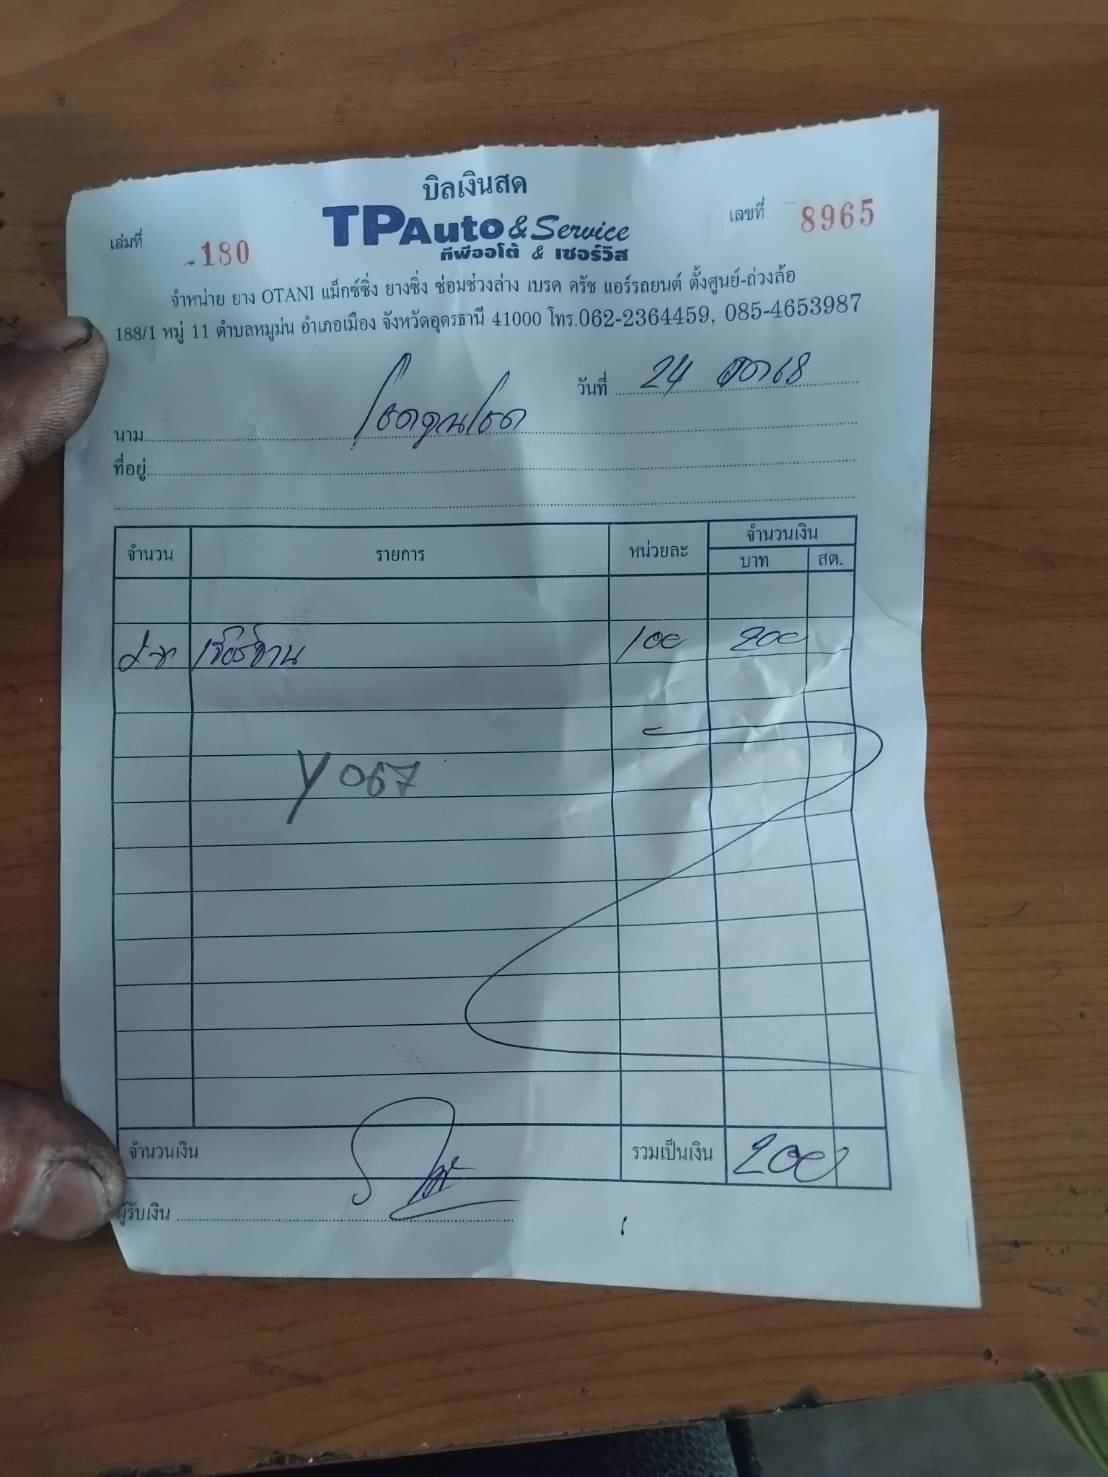 บิลเงินสด
เล่มที่ 180
TPAuto & Service
ทีพีออโต้ & เซอร์วิส
เลขที่ 8965
จำหน่าย ยาง OTANI แม็กซ์ซิ่ง ยางซิ่ง ซ่อมช่วงล่าง เบรค ครัช แอร์รถยนต์ ตั้งศูนย์-ถ่วงล้อ
188/1 หมู่ 11 ตำบลหมูม่น อำเภอเมือง จังหวัดอุดรธานี 41000 โทร.062-2364459, 085-4653987
วันที่ 24 68
นาม
ที่อยู่
จำนวน รายการ หน่วยละ จำนวนเงิน
บาท สต.
100 200
Y067
จำนวนเงิน รวมเป็นเงิน 200
ผู้รับเงิน